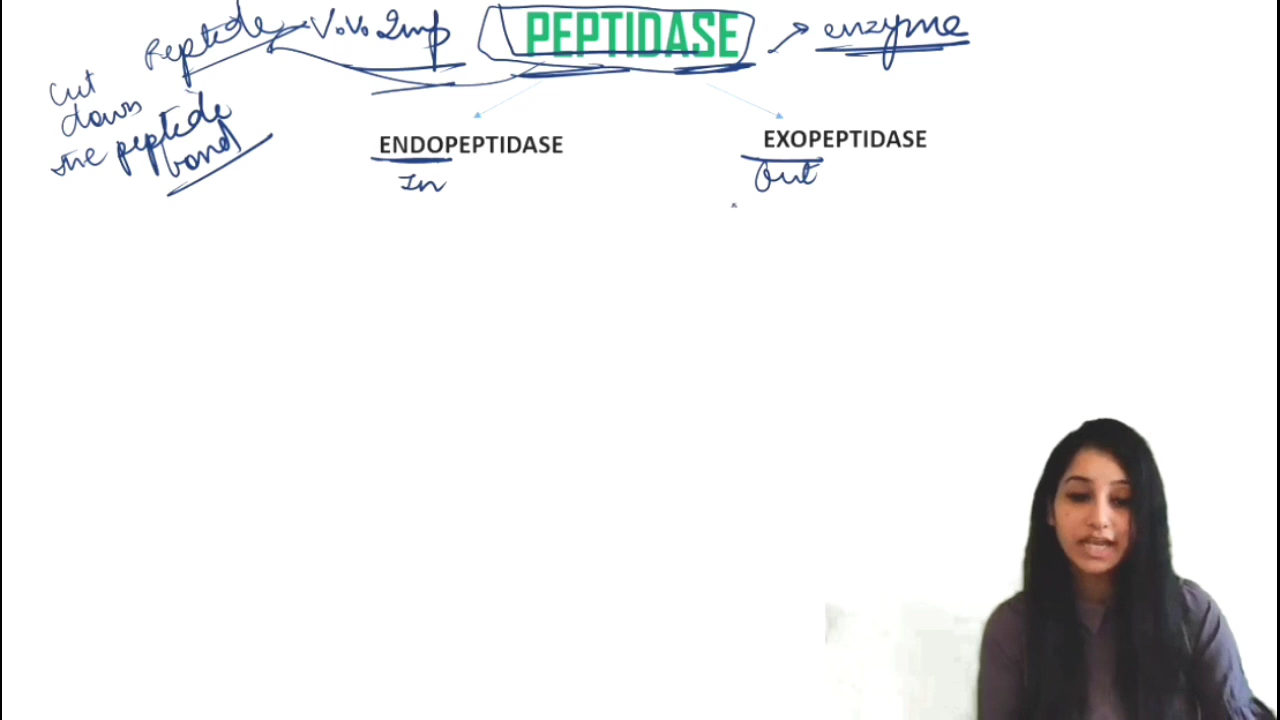 Peptide V.V. Imp PEPTIDASE enzyme
cut
down
the peptide
bond
ENDOPEPTIDASE EXOPEPTIDASE
In Out